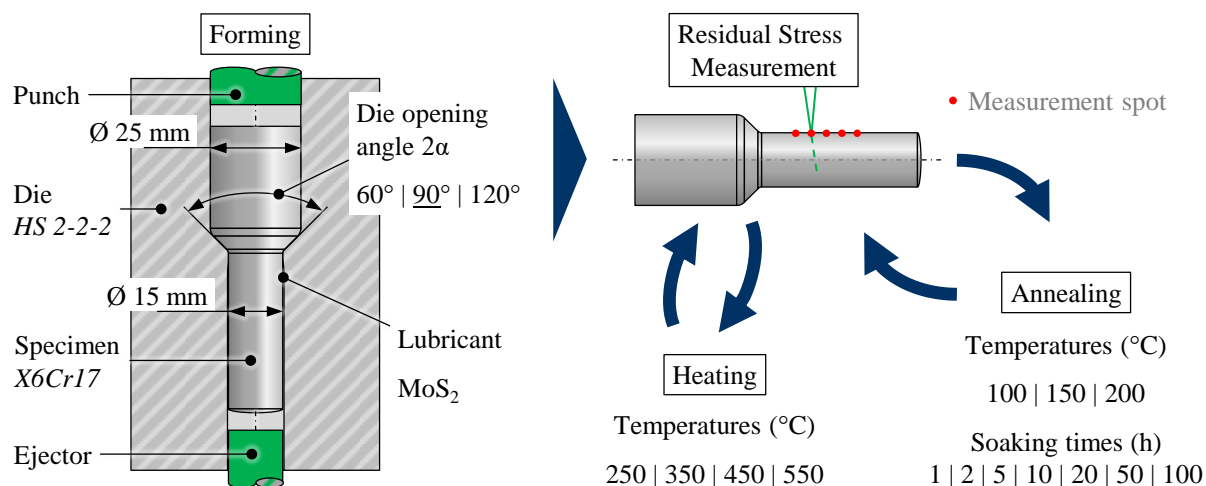 Forming
Punch
Ø 25 mm
Die opening
angle 2α
60° | 90° | 120°
Die
HS 2-2-2
Ø 15 mm
Specimen
X6Cr17
Lubricant
MoS₂
Ejector
Residual Stress
Measurement
Measurement spot
Heating
Temperatures (°C)
250 | 350 | 450 | 550
Annealing
Temperatures (°C)
100 | 150 | 200
Soaking times (h)
1 | 2 | 5 | 10 | 20 | 50 | 100